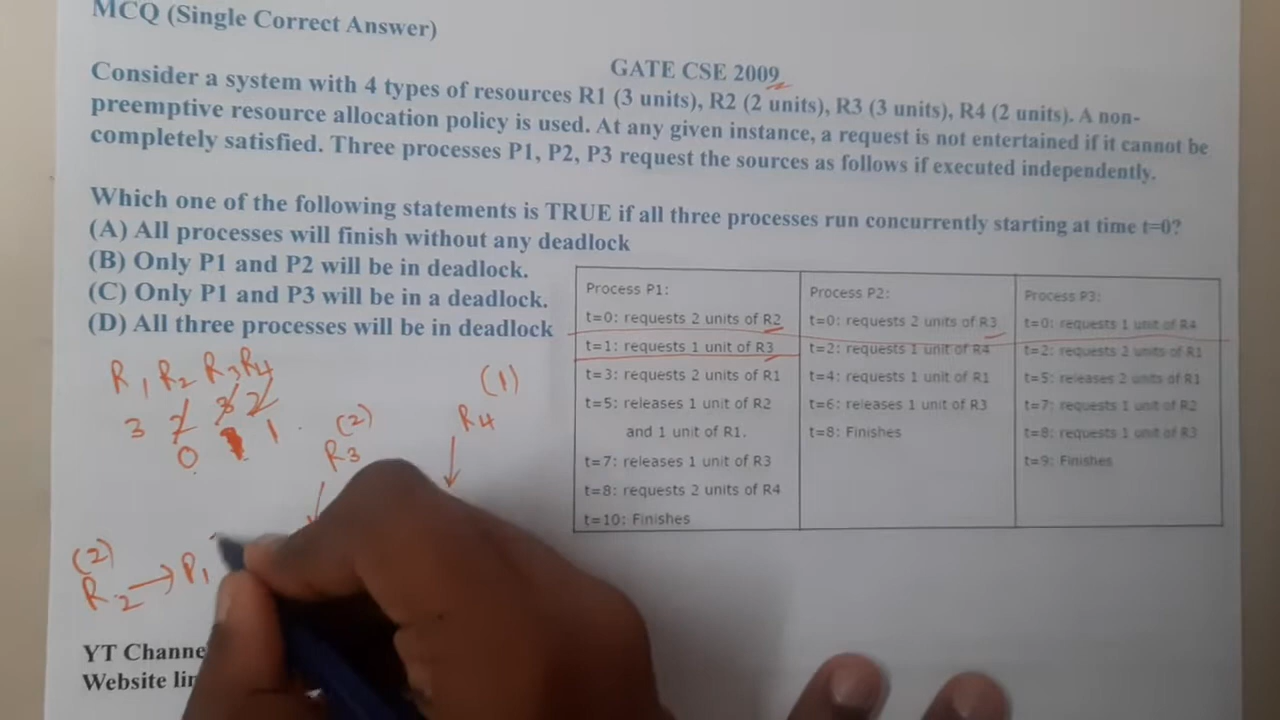 MCQ (Single Correct Answer)
GATE CSE 2009
Consider a system with 4 types of resources R1 (3 units), R2 (2 units), R3 (3 units), R4 (2 units). A non-
preemptive resource allocation policy is used. At any given instance, a request is not entertained if it cannot be
completely satisfied. Three processes P1, P2, P3 request the sources as follows if executed independently.
Which one of the following statements is TRUE if all three processes run concurrently starting at time t=0?
(A) All processes will finish without any deadlock
(B) Only P1 and P2 will be in deadlock.
(C) Only P1 and P3 will be in a deadlock.
(D) All three processes will be in deadlock
Process P1:
t=0: requests 2 units of R2
t=1: requests 1 unit of R3
t=3: requests 2 units of R1
t=5: releases 1 unit of R2
and 1 unit of R1.
t=7: releases 1 unit of R3
t=8: requests 2 units of R4
t=10: Finishes
Process P2:
t=0: requests 2 units of R3
t=2: requests 1 unit of R4
t=4: requests 1 unit of R1
t=6: releases 1 unit of R3
t=8: Finishes
Process P3:
t=0: requests 1 unit of R4
t=2: requests 2 units of R1
t=5: releases 2 units of R1
t=7: requests 1 unit of R2
t=8: requests 1 unit of R3
t=9: Finishes
R1 R2 R3 R4
3 2 3 2
0 1 1
(2)
R3
(1)
R4
(2)
R2 → P1
YT Channe
Website lin